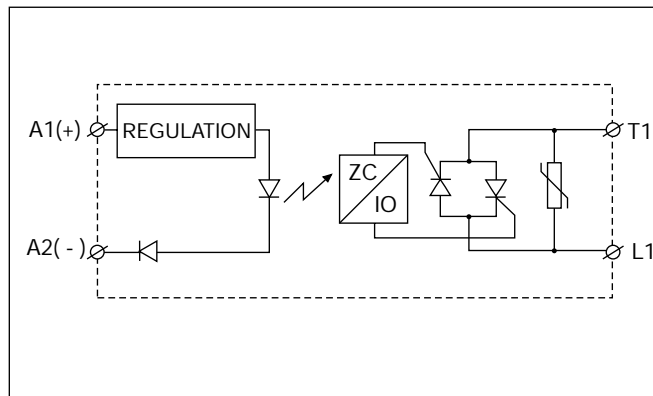 A1(+)
REGULATION
T1
ZC
IO
A2( - )
L1